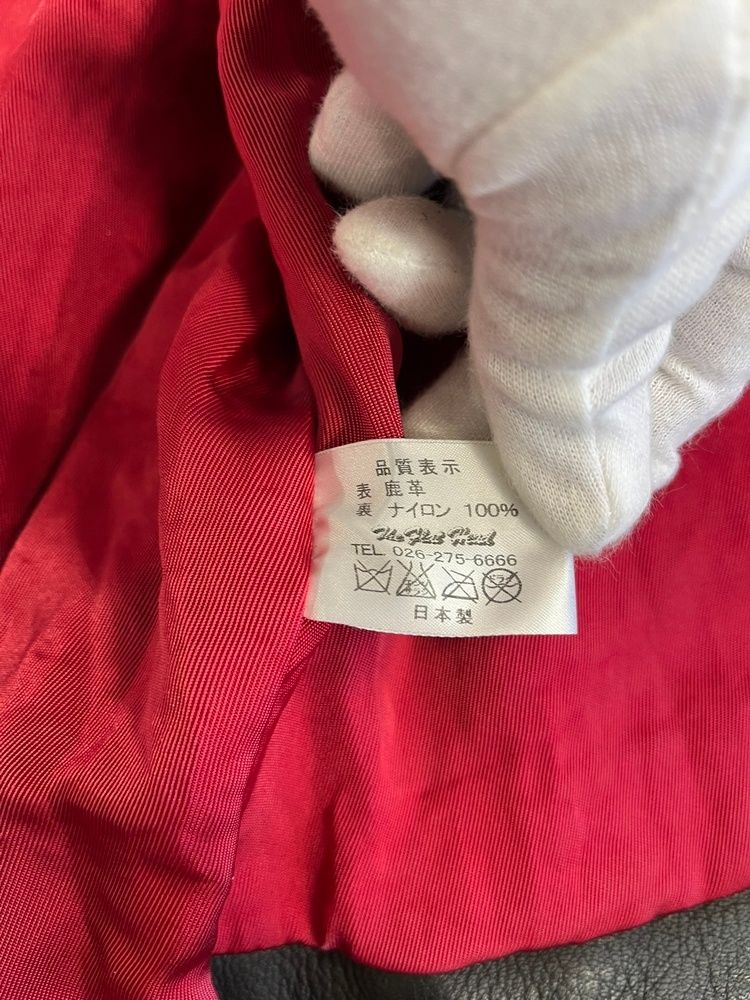 品質表示
表 鹿革
裏 ナイロン 100%
The Flat Head
TEL. 026-275-6666
日本製